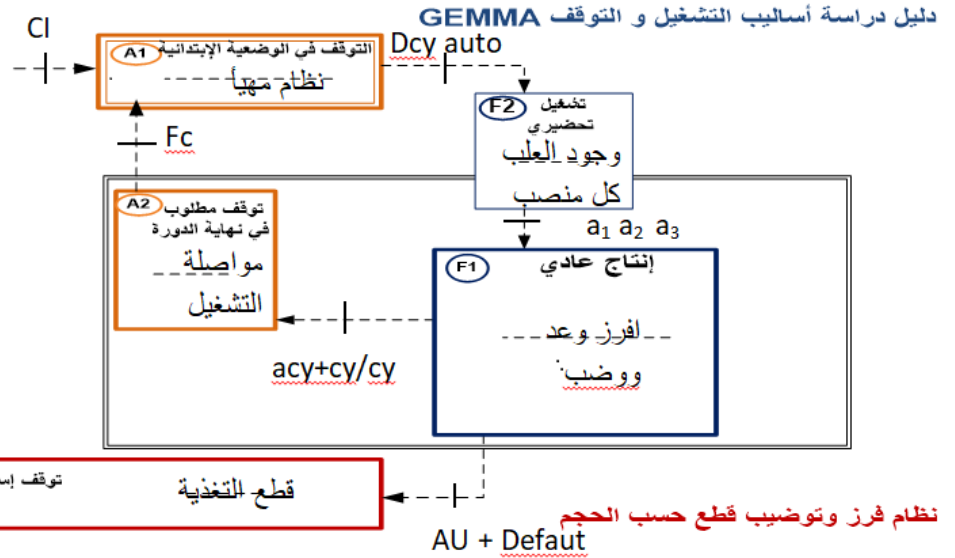 دليل دراسة أساليب التشغيل و التوقف GEMMA
CI
A1
التوقف في الوضعية الإبتدائية
نظام مهيأ
Dcy auto
F2
تشغيل
تحضيري
وجود العلب
كل منصب
Fc
A2
توقف مطلوب
في نهاية الدورة
مواصلة
التشغيل
a1 a2 a3
F1
إنتاج عادي
افرز وعد
ووضب
acy+cy/cy
توقف
قطع التغذية
AU + Defaut
نظام فرز وتوضيب قطع حسب الحجم